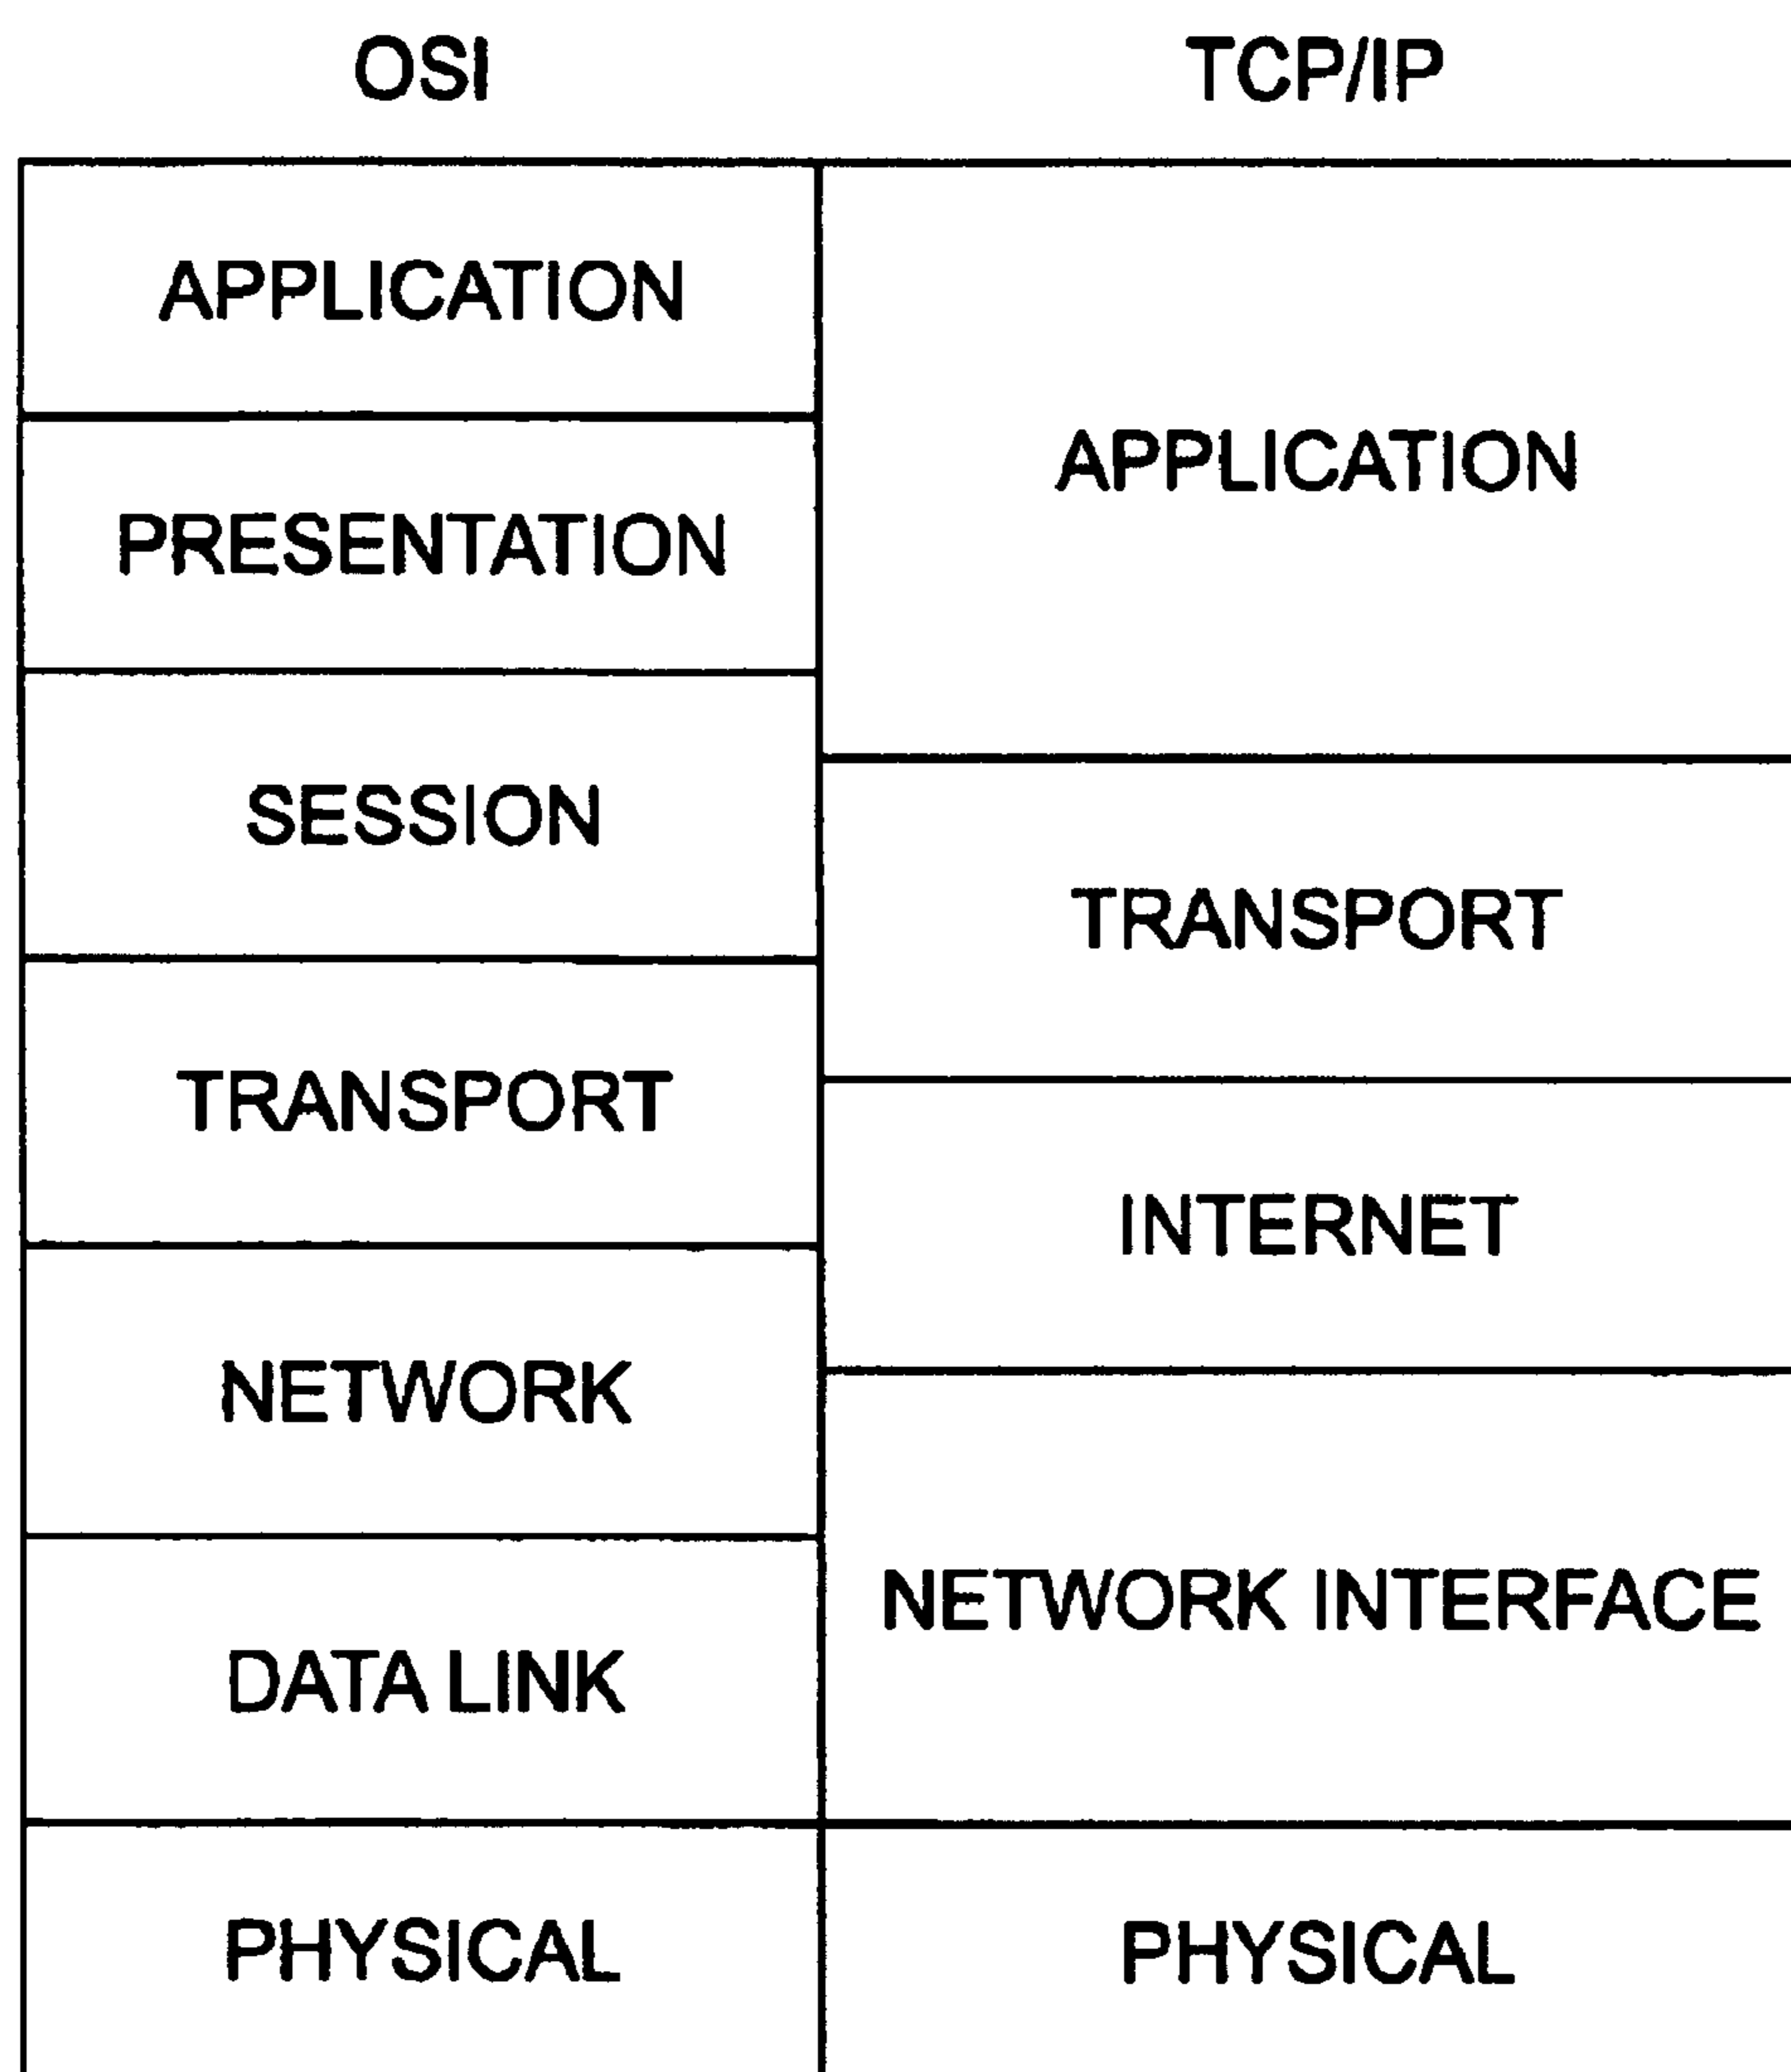 OSI
TCP/IP
APPLICATION
PRESENTATION
SESSION
TRANSPORT
NETWORK
DATA LINK
PHYSICAL
APPLICATION
TRANSPORT
INTERNET
NETWORK INTERFACE
PHYSICAL